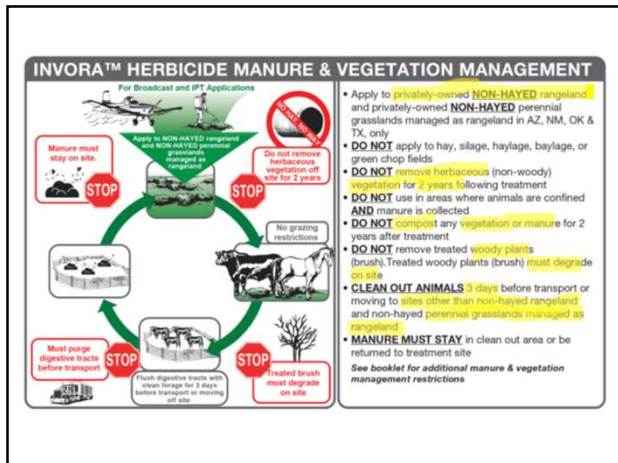 INVORA™ HERBICIDE MANURE & VEGETATION MANAGEMENT
For Broadcast and IPT Applications
Apply to NON-HAYED rangeland
and NON-HAYED perennial
grasslands
managed as
rangeland
NO HAY, NO HAY
Manure must
stay on site.
STOP
STOP
Do not remove
herbaceous
vegetation off
site for 2 years
No grazing
restrictions
STOP
STOP
Must purge
digestive tracts
before transport
Flush digestive tracts with
clean forage for 3 days
before transport or moving
off site
Treated brush
must degrade
on site
• Apply to privately-owned NON-HAYED rangeland
and privately-owned NON-HAYED perennial
grasslands managed as rangeland in AZ, NM, OK &
TX, only
• DO NOT apply to hay, silage, haylage, baylage, or
green chop fields
• DO NOT remove herbaceous (non-woody)
vegetation for 2 years following treatment
• DO NOT use in areas where animals are confined
AND manure is collected
• DO NOT compost any vegetation or manure for 2
years after treatment
• DO NOT remove treated woody plants
(brush).Treated woody plants (brush) must degrade
on site
• CLEAN OUT ANIMALS 3 days before transport or
moving to sites other than non-hayed rangeland
and non-hayed perennial grasslands managed as
rangeland
• MANURE MUST STAY in clean out area or be
returned to treatment site
See booklet for additional manure & vegetation
management restrictions